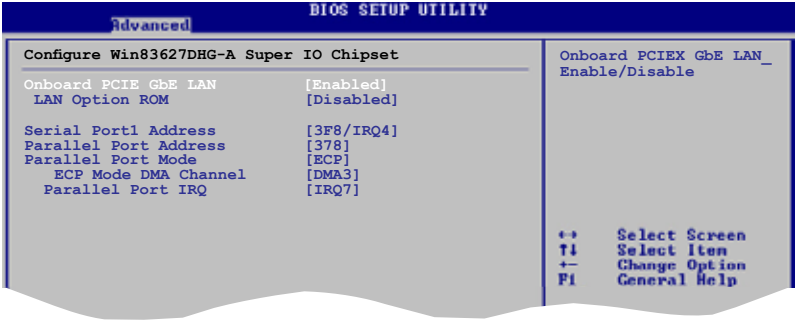 BIOS SETUP UTILITY
Advanced
Configure Win83627DHG-A Super IO Chipset
Onboard PCIE GbE LAN [Enabled]
LAN Option ROM [Disabled]
Serial Port1 Address [3F8/IRQ4]
Parallel Port Address [378]
Parallel Port Mode [ECP]
ECP Mode DMA Channel [DMA3]
Parallel Port IRQ [IRQ7]
Onboard PCIEX GbE LAN_
Enable/Disable
↔ Select Screen
↑↓ Select Item
+- Change Option
F1 General Help